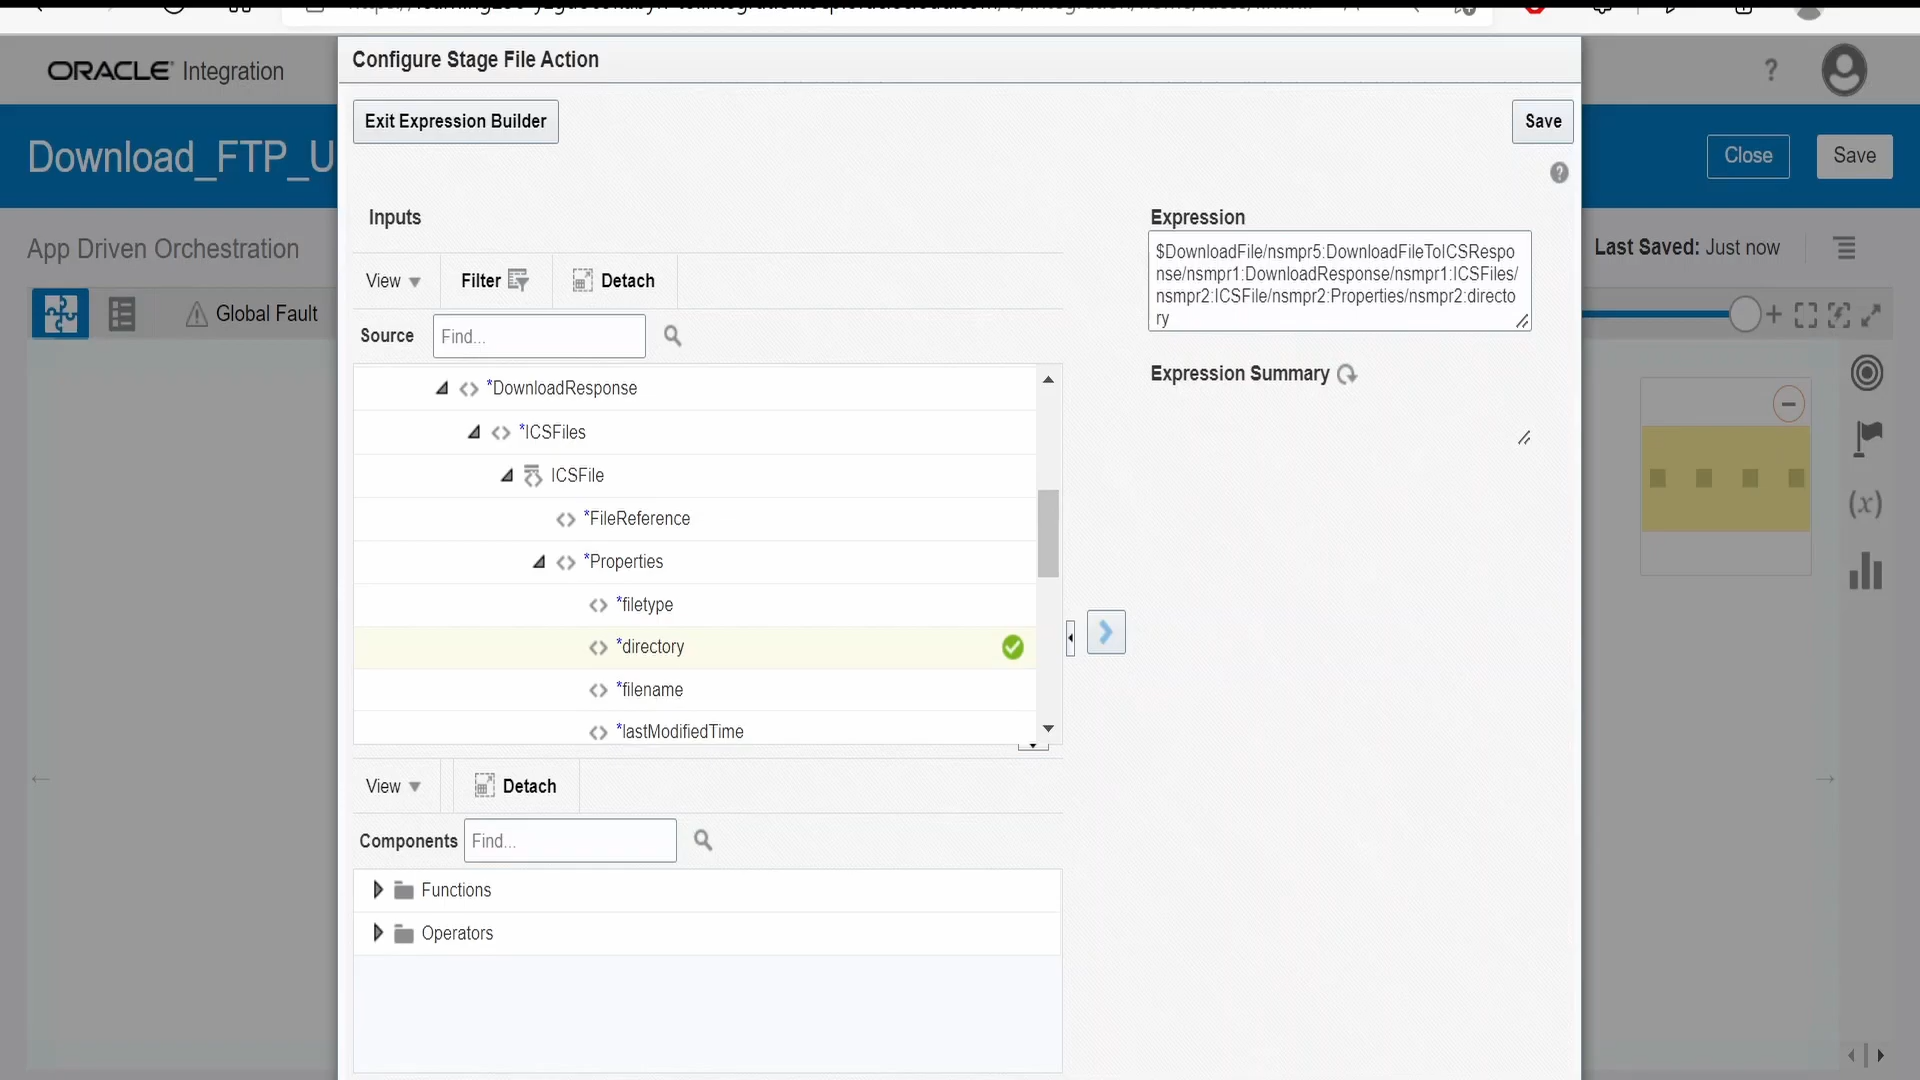 Configure Stage File Action
ORACLE Integration
?
Exit Expression Builder
Save
Download_FTP_U
Close
Save
?
Inputs
Expression
App Driven Orchestration
Last Saved: Just now
$DownloadFile/nsmpr5:DownloadFileToICSRespo
nse/nsmpr1:DownloadResponse/nsmpr1:ICSFiles/
nsmpr2:ICSFile/nsmpr2:Properties/nsmpr2:directo
ry
View
Filter
Detach
Global Fault
Source
Find...
Expression Summary
*DownloadResponse
*ICSFiles
ICSFile
*FileReference
*Properties
*filetype
*directory
*filename
*lastModifiedTime
(x)
View
Detach
Components
Find...
Functions
Operators